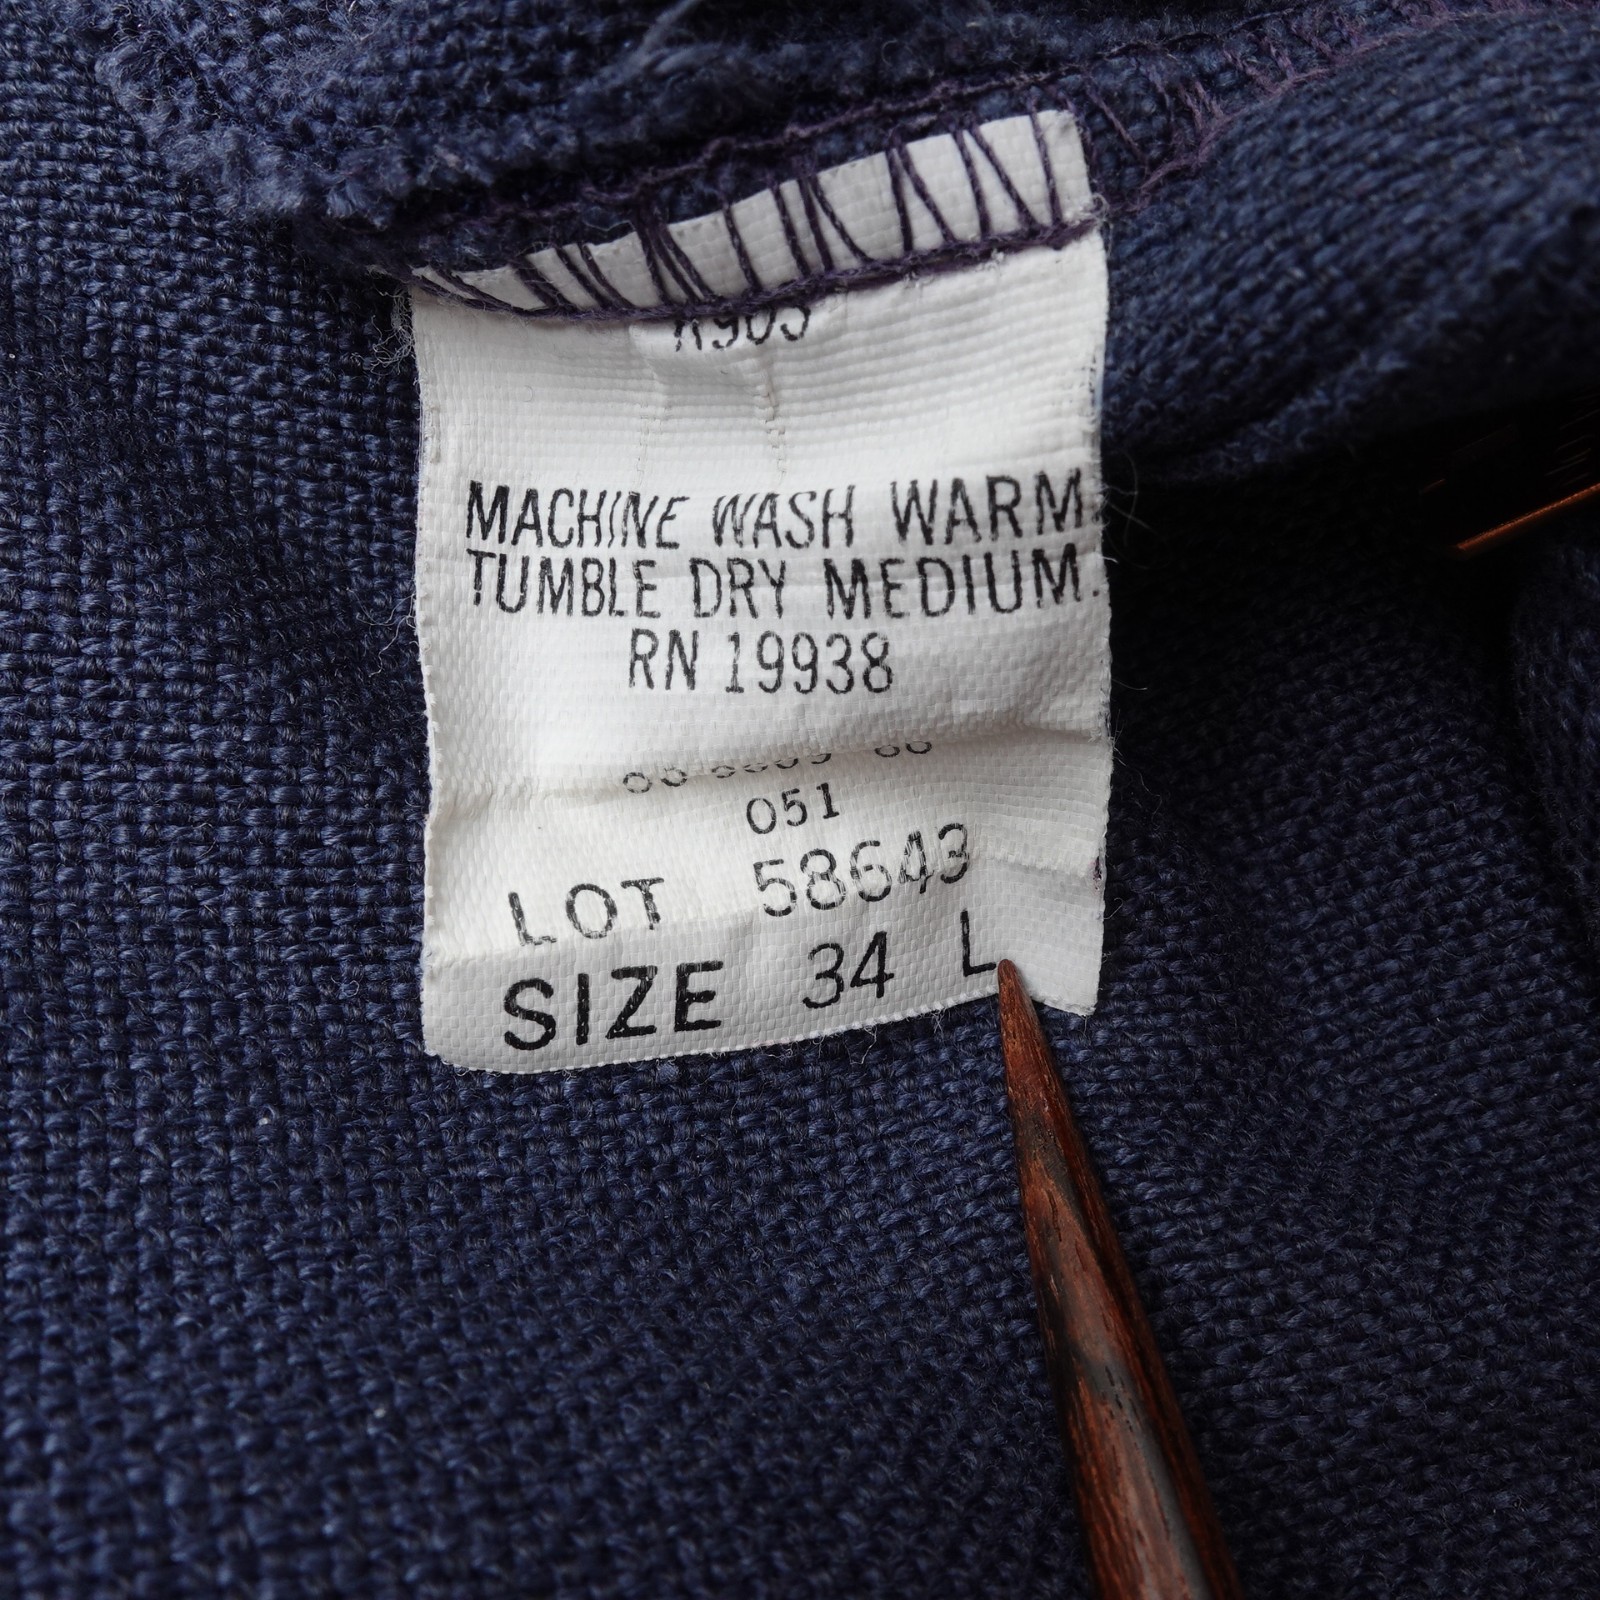 MACHINE WASH WARM
TUMBLE DRY MEDIUM.
RN 19938
051
LOT 58643
SIZE 34 L